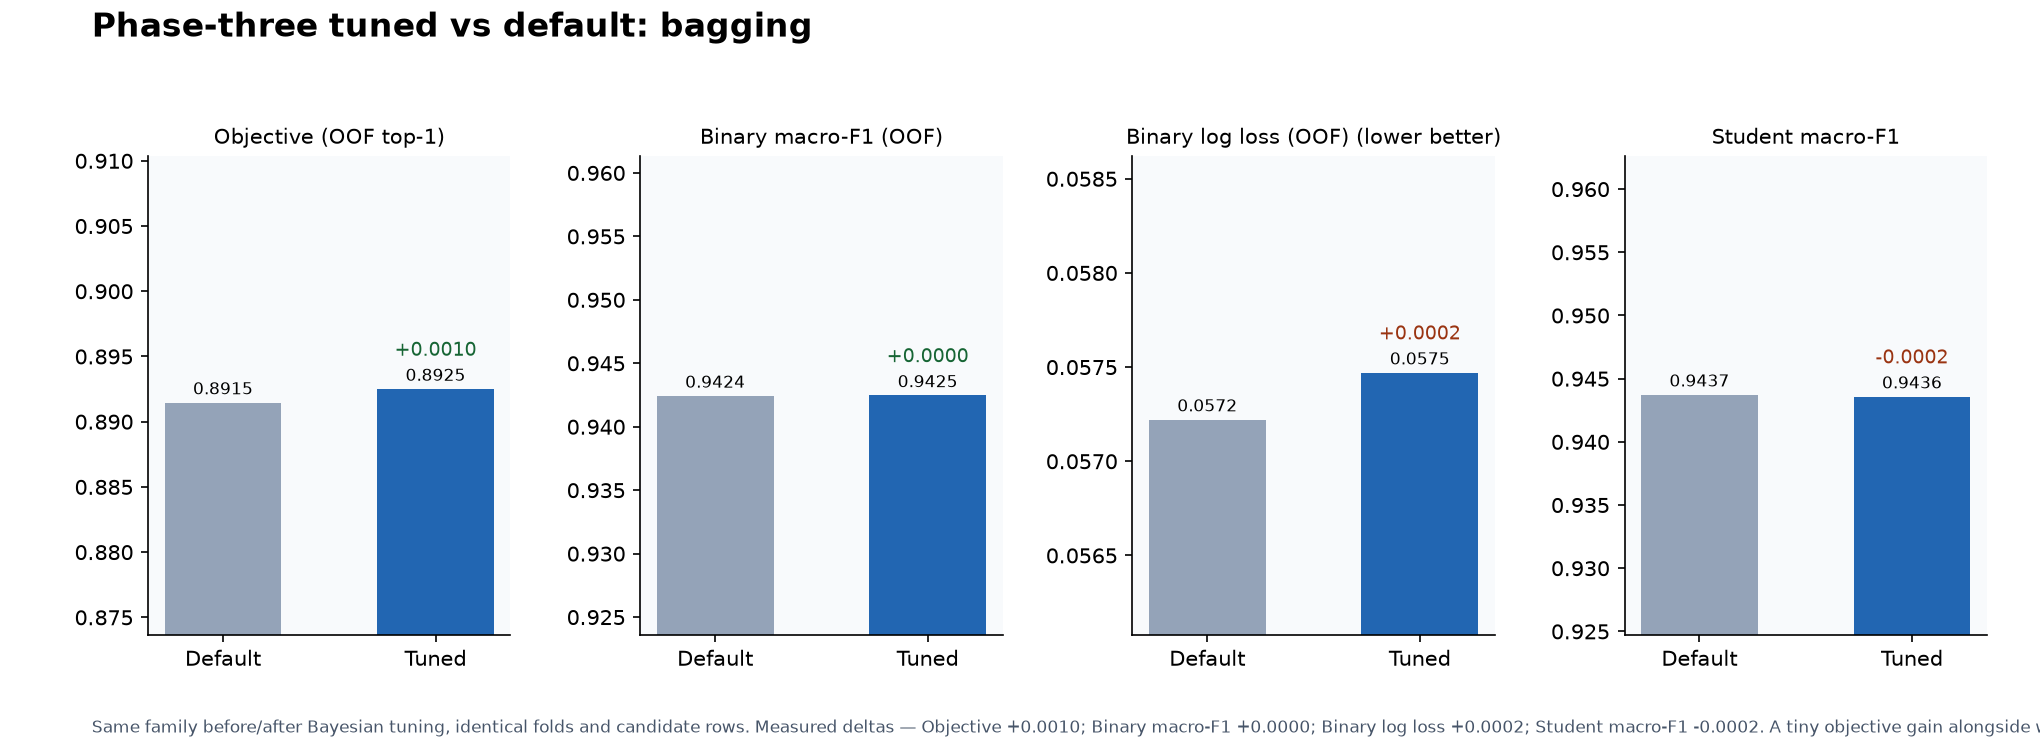 Phase-three tuned vs default: bagging
Objective (OOF top-1)
0.910
0.905
0.900
0.895
0.890
0.885
0.880
0.875
0.8915
+0.0010
0.8925
Default
Tuned
Binary macro-F1 (OOF)
0.960
0.955
0.950
0.945
0.940
0.935
0.930
0.925
0.9424
+0.0000
0.9425
Default
Tuned
Binary log loss (OOF) (lower better)
0.0585
0.0580
0.0575
0.0570
0.0565
0.0572
+0.0002
0.0575
Default
Tuned
Student macro-F1
0.960
0.955
0.950
0.945
0.940
0.935
0.930
0.925
0.9437
-0.0002
0.9436
Default
Tuned
Same family before/after Bayesian tuning, identical folds and candidate rows. Measured deltas — Objective +0.0010; Binary macro-F1 +0.0000; Binary log loss +0.0002; Student macro-F1 -0.0002. A tiny objective gain alongside